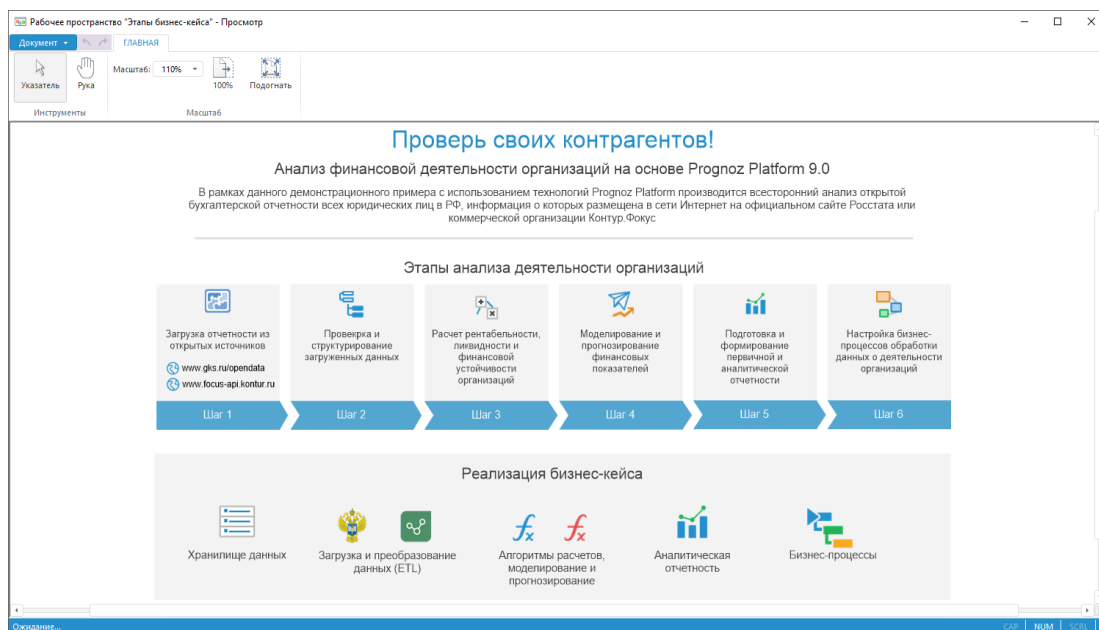 Рабочее пространство "Этапы бизнес-кейса" - Просмотр
Документ
ГЛАВНАЯ
Указатель
Рука
Масштаб: 110%
100%
Подогнать
Инструменты
Масштаб
Проверь своих контрагентов!
Анализ финансовой деятельности организаций на основе Prognoz Platform 9.0
В рамках данного демонстрационного примера с использованием технологий Prognoz Platform производится всесторонний анализ открытой
бухгалтерской отчетности всех юридических лиц в РФ, информация о которых размещена в сети Интернет на официальном сайте Росстата или
коммерческой организации Контур.Фокус
Этапы анализа деятельности организаций
Загрузка отчетности из
открытых источников
www.gks.ru/opendata
www.focus-api.kontur.ru
Шаг 1
Провекрка и
структурирование
загруженных данных
Шаг 2
Расчет рентабельности,
ликвидности и
финансовой
устойчивости
организаций
Шаг 3
Моделирование и
прогнозирование
финансовых
показателей
Шаг 4
Подготовка и
формирование
первичной и
аналитической
отчетности
Шаг 5
Настройка бизнес-
процессов обработки
данных о деятельности
организаций
Шаг 6
Реализация бизнес-кейса
Хранилище данных
Загрузка и преобразование
данных (ETL)
Алгоритмы расчетов,
моделирование и
прогнозирование
Аналитическая
отчетность
Бизнес-процессы
Ожидание...
CAP
NUM
SCRL